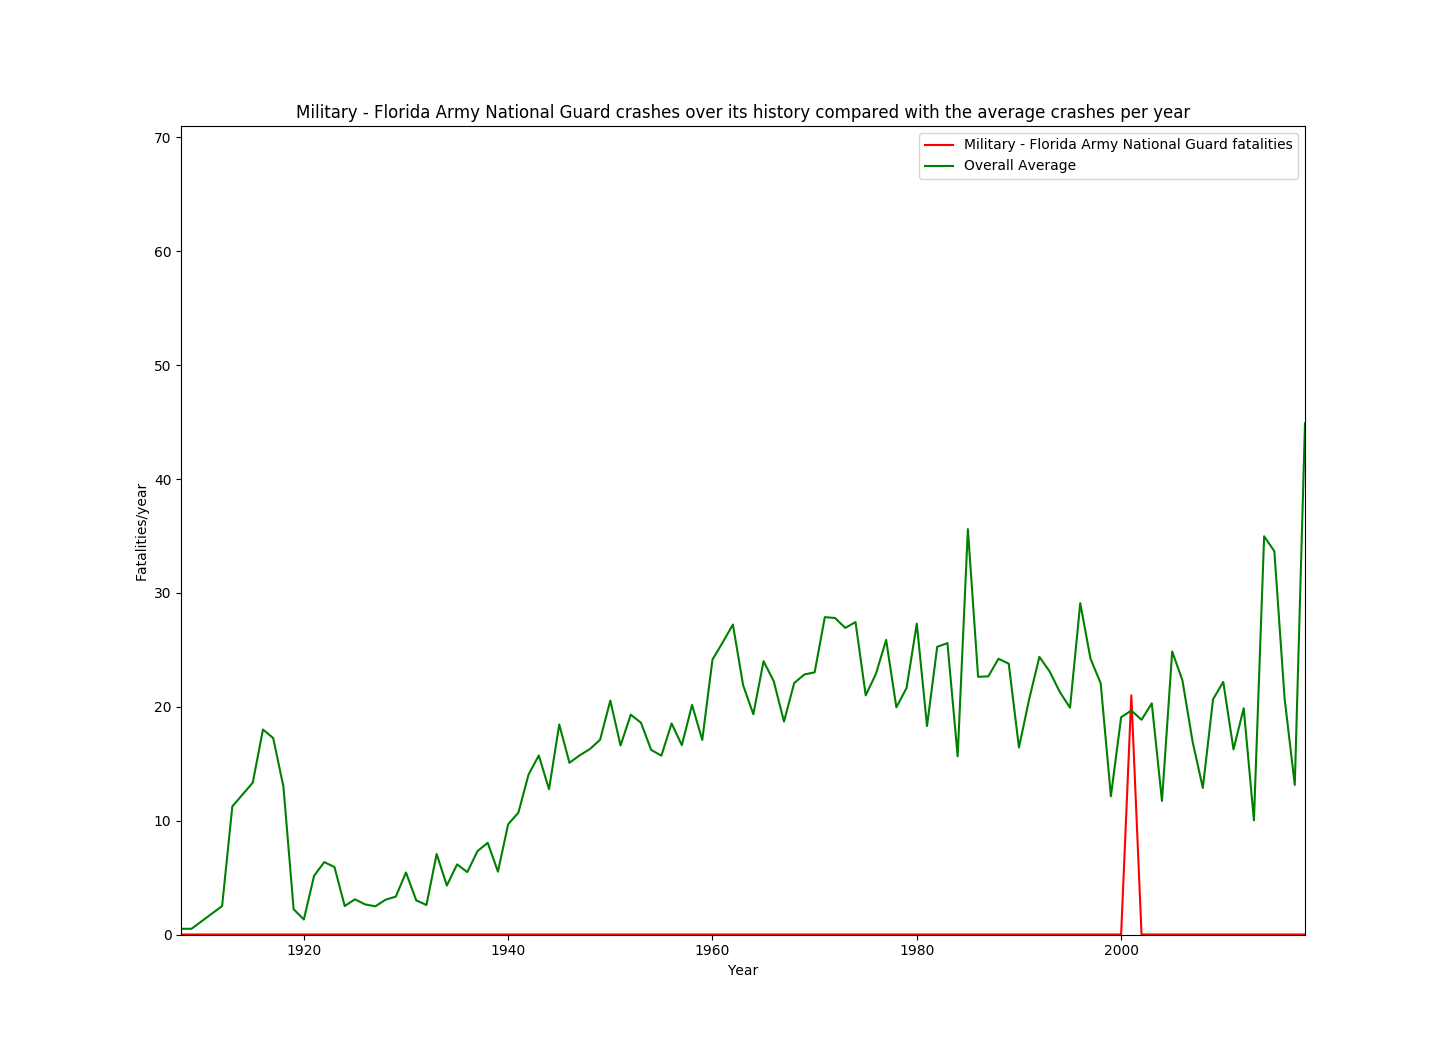 Military - Florida Army National Guard crashes over its history compared with the average crashes per year
Military - Florida Army National Guard fatalities
Overall Average
70
60
50
40
30
20
10
0
Fatalities/year
1920 1940 1960 1980 2000
Year